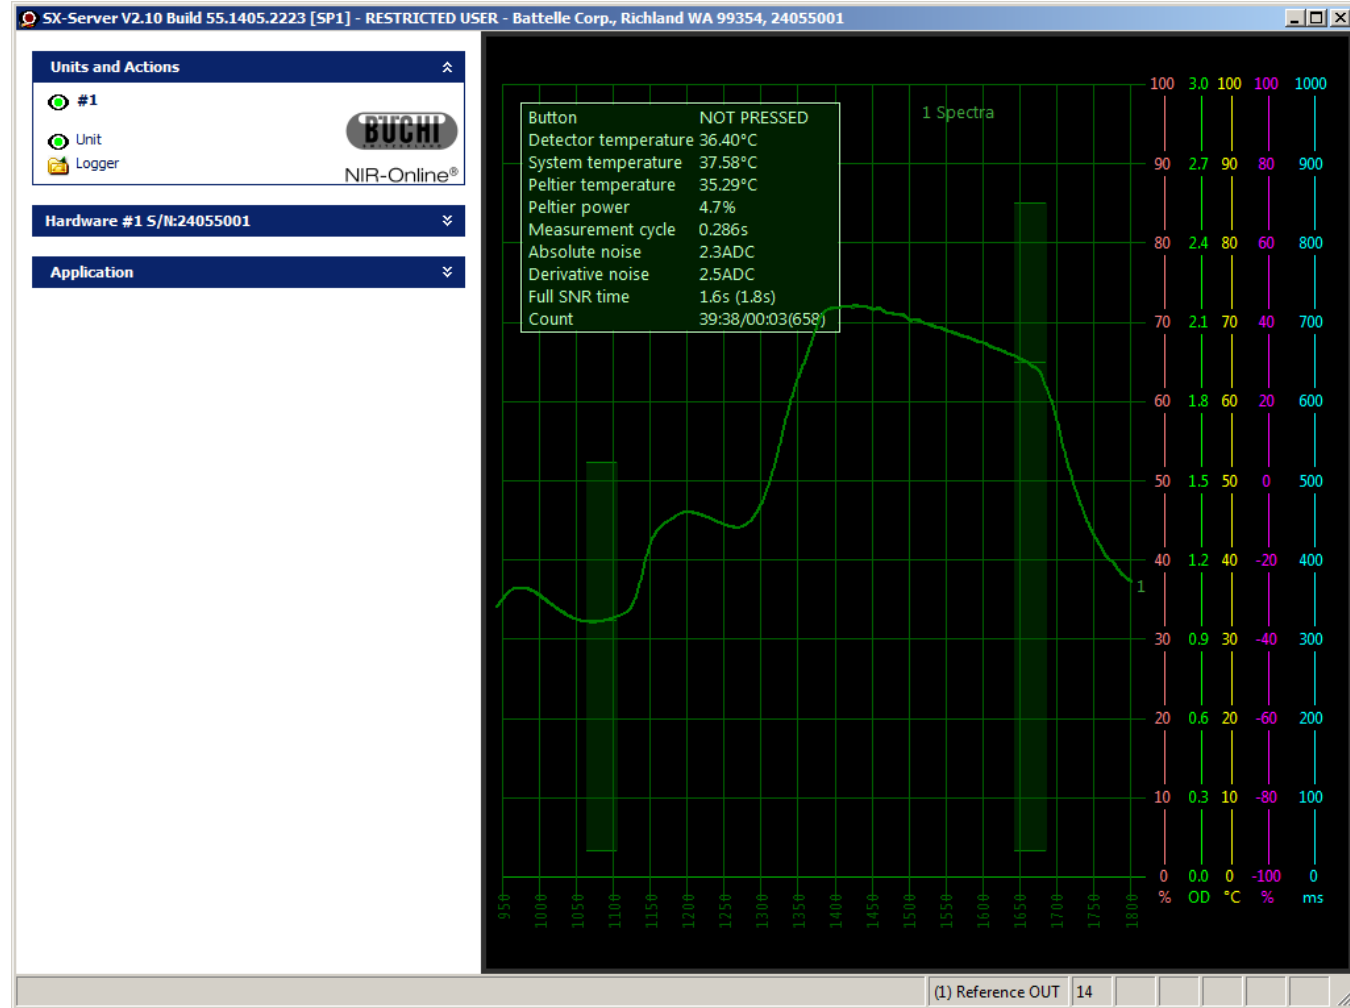 SX-Server V2.10 Build 55.1405.2223 [SP1] - RESTRICTED USER - Battelle Corp., Richland WA 99354, 24055001
Units and Actions
#1
Unit
Logger
BÜCHI
SWITZERLAND
NIR-Online®
Hardware #1 S/N:24055001
Application
Button NOT PRESSED
Detector temperature 36.40°C
System temperature 37.58°C
Peltier temperature 35.29°C
Peltier power 4.7%
Measurement cycle 0.286s
Absolute noise 2.3ADC
Derivative noise 2.5ADC
Full SNR time 1.6s (1.8s)
Count 39:38/00:03(658)
1 Spectra
1
100 3.0 100 100 1000
90 2.7 90 80 900
80 2.4 80 60 800
70 2.1 70 40 700
60 1.8 60 20 600
50 1.5 50 0 500
40 1.2 40 -20 400
30 0.9 30 -40 300
20 0.6 20 -60 200
10 0.3 10 -80 100
0 0.0 0 -100 0
% OD °C % ms
950 1000 1050 1100 1150 1200 1250 1300 1350 1400 1450 1500 1550 1600 1650 1700 1750 1800
(1) Reference OUT 14